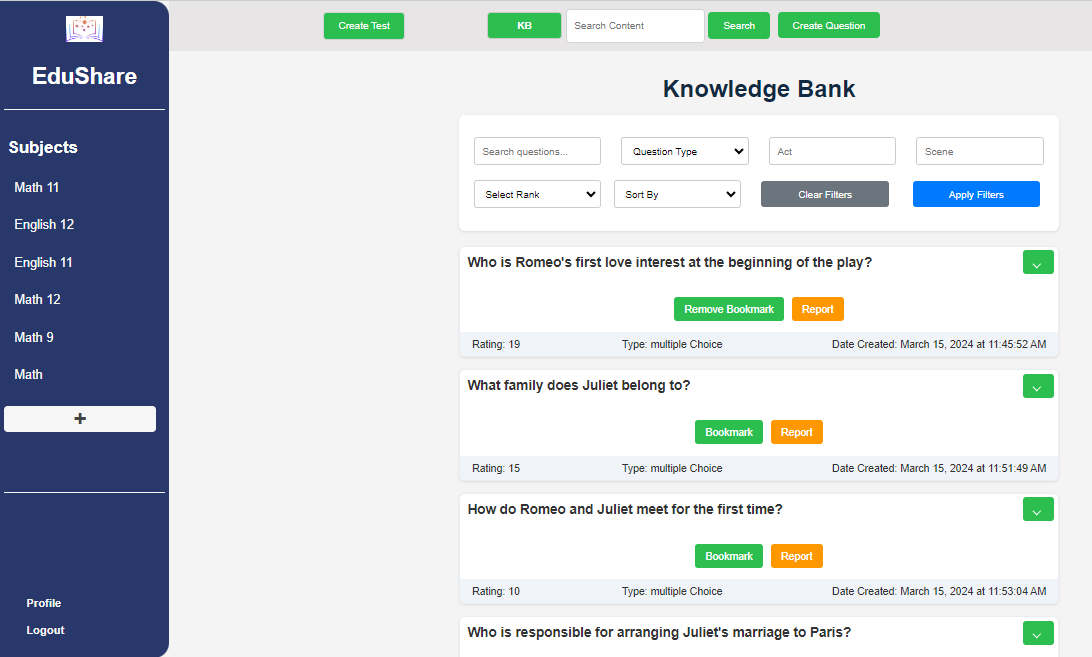 Create Test
KB
Search Content
Search
Create Question
EduShare
Subjects
Math 11
English 12
English 11
Math 12
Math 9
Math
+
Profile
Logout
Knowledge Bank
Search questions...
Question Type
Act
Scene
Select Rank
Sort By
Clear Filters
Apply Filters
Who is Romeo's first love interest at the beginning of the play?
Remove Bookmark
Report
Rating: 19
Type: multiple Choice
Date Created: March 15, 2024 at 11:45:52 AM
What family does Juliet belong to?
Bookmark
Report
Rating: 15
Type: multiple Choice
Date Created: March 15, 2024 at 11:51:49 AM
How do Romeo and Juliet meet for the first time?
Bookmark
Report
Rating: 10
Type: multiple Choice
Date Created: March 15, 2024 at 11:53:04 AM
Who is responsible for arranging Juliet's marriage to Paris?